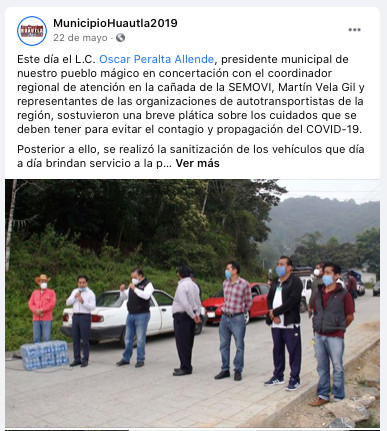 MunicipioHuautla2019
22 de mayo ·
Este día el L.C. Oscar Peralta Allende, presidente municipal de
nuestro pueblo mágico en concertación con el coordinador
regional de atención en la cañada de la SEMOVI, Martín Vela Gil y
representantes de las organizaciones de autotransportistas de la
región, sostuvieron una breve plática sobre los cuidados que se
deben tener para evitar el contagio y propagación del COVID-19.
Posterior a ello, se realizó la sanitización de los vehículos que día
a día brindan servicio a la p... Ver más